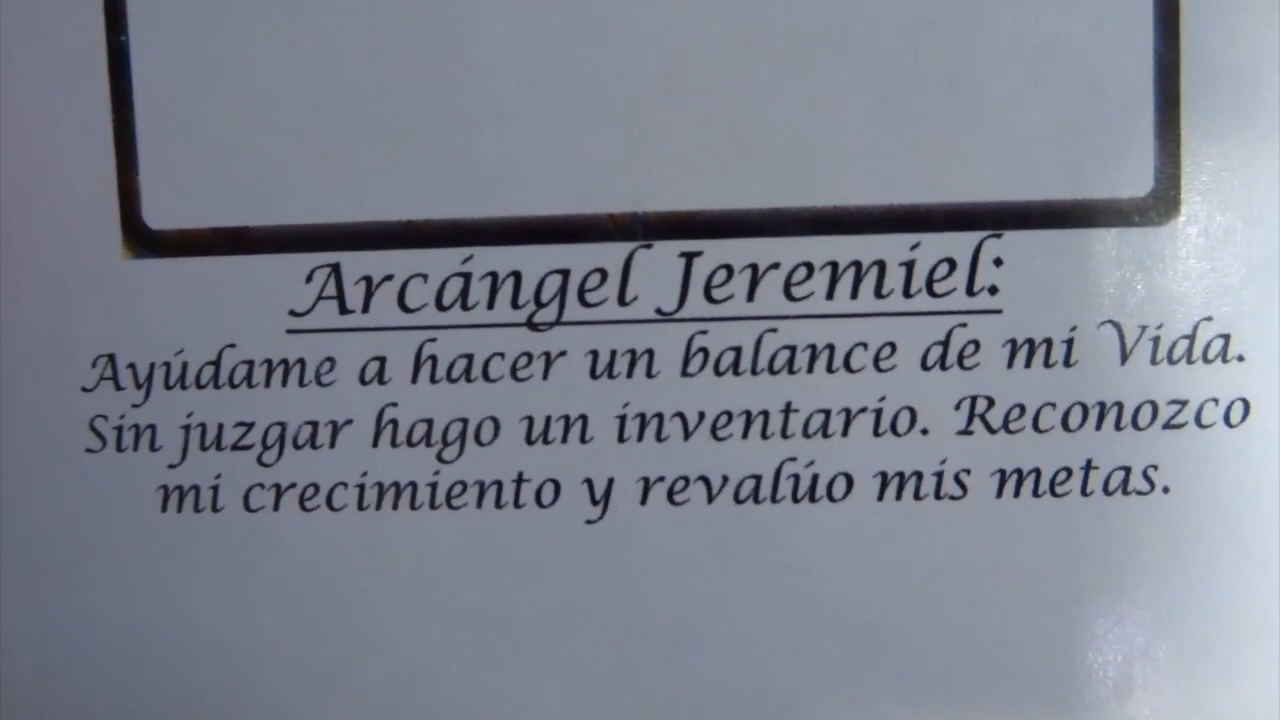 Arcángel Jeremiel:
Ayúdame a hacer un balance de mi Vida.
Sin juzgar hago un inventario. Reconozco
mi crecimiento y revalúo mis metas.